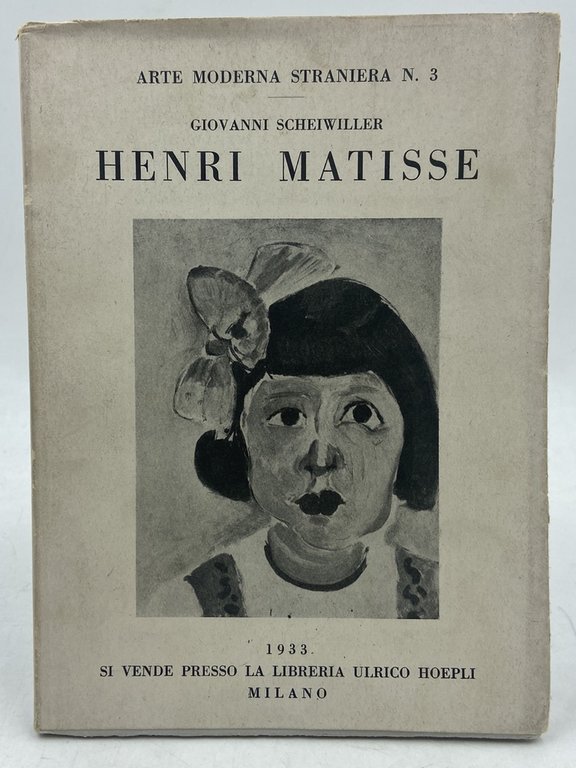 ARTE MODERNA STRANIERA N. 3
GIOVANNI SCHEIWILLER
HENRI MATISSE
1933
SI VENDE PRESSO LA LIBRERIA ULRICO HOEPLI
MILANO